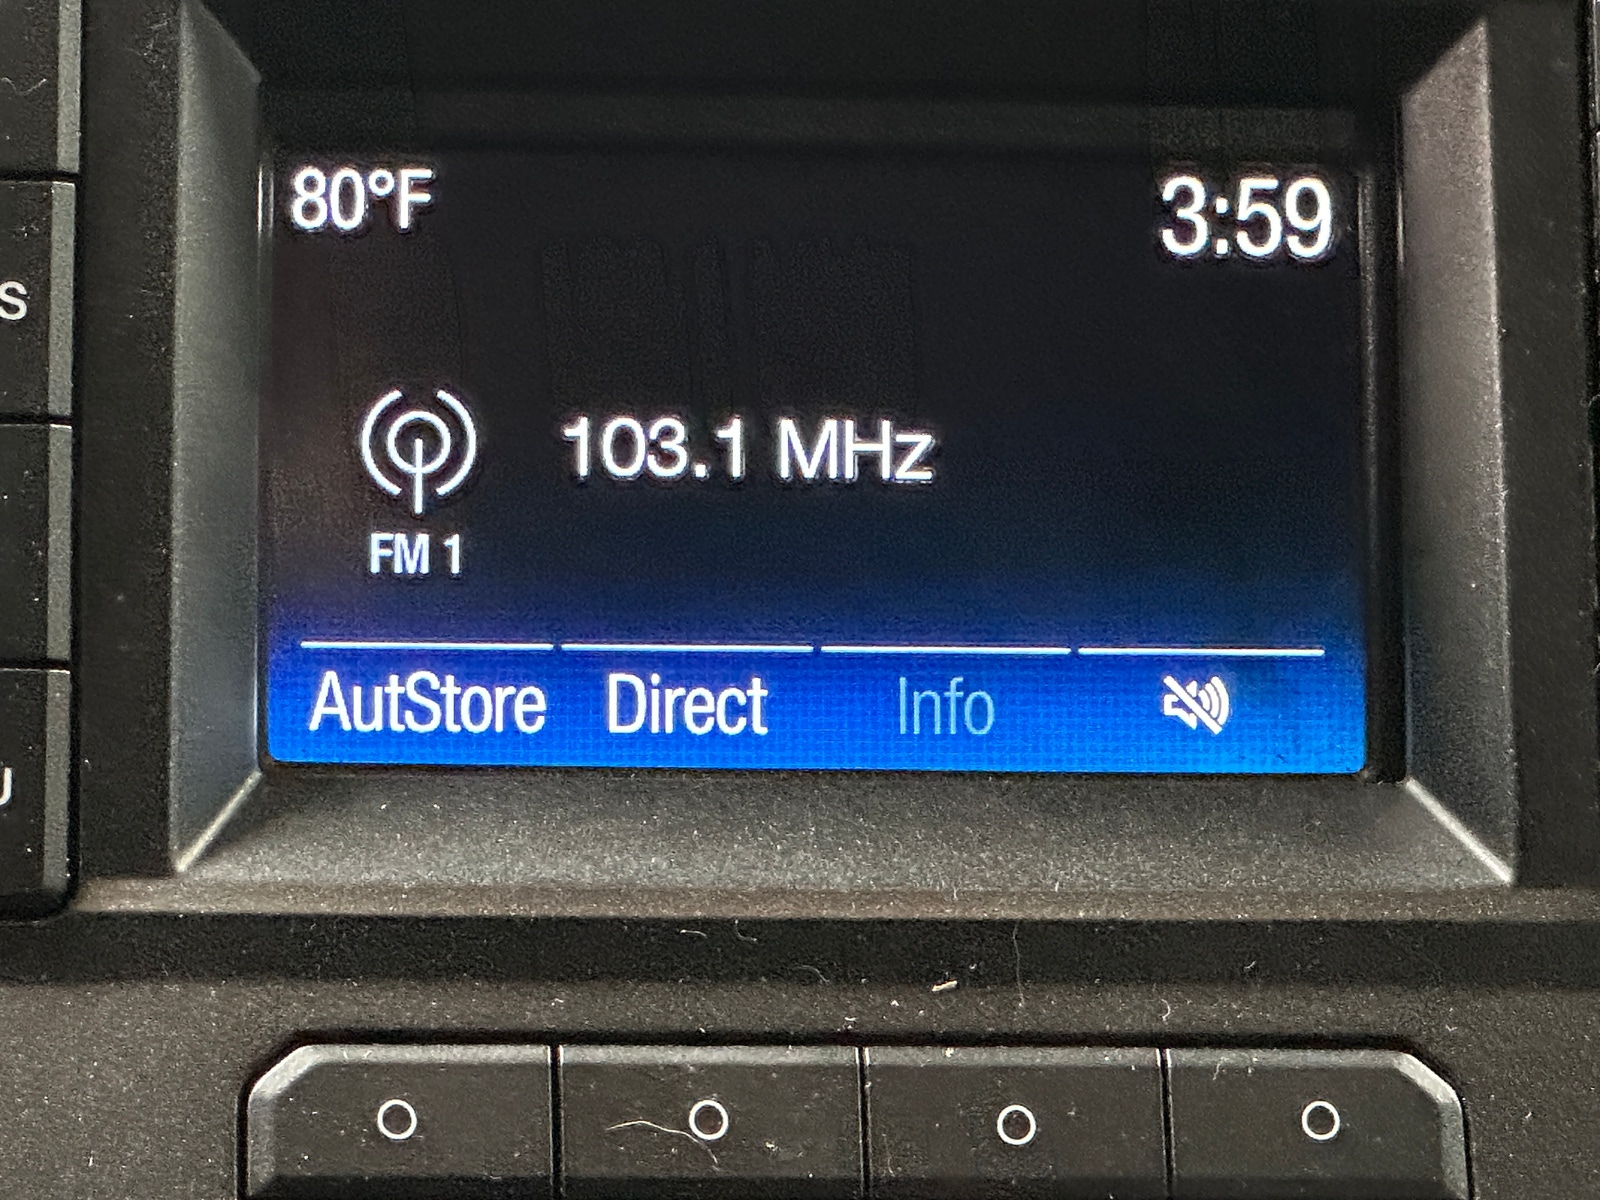 80°F
3:59
S
103.1 MHz
FM 1
AutStore
Direct
Info